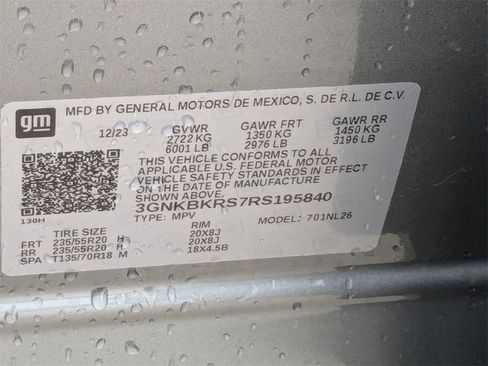 gm
MFD BY GENERAL MOTORS DE MEXICO, S. DE R.L. DE C.V.
12/23 GVWR GAWR FRT GAWR RR
2722 KG 1350 KG 1450 KG
6001 LB 2976 LB 3196 LB
THIS VEHICLE CONFORMS TO ALL
APPLICABLE U.S. FEDERAL MOTOR
VEHICLE SAFETY STANDARDS IN EFFECT
ON THE DATE OF MANUFACTURE
SHOWN ABOVE.
3GNKBKRS7RS195840
130H TYPE: MPV MODEL: 701NL26
TIRE SIZE RIM
FRT 235/55R20 H 20X8J
RR 235/55R20 H 20X8J
SPA T135/70R18 M 18X4.5B